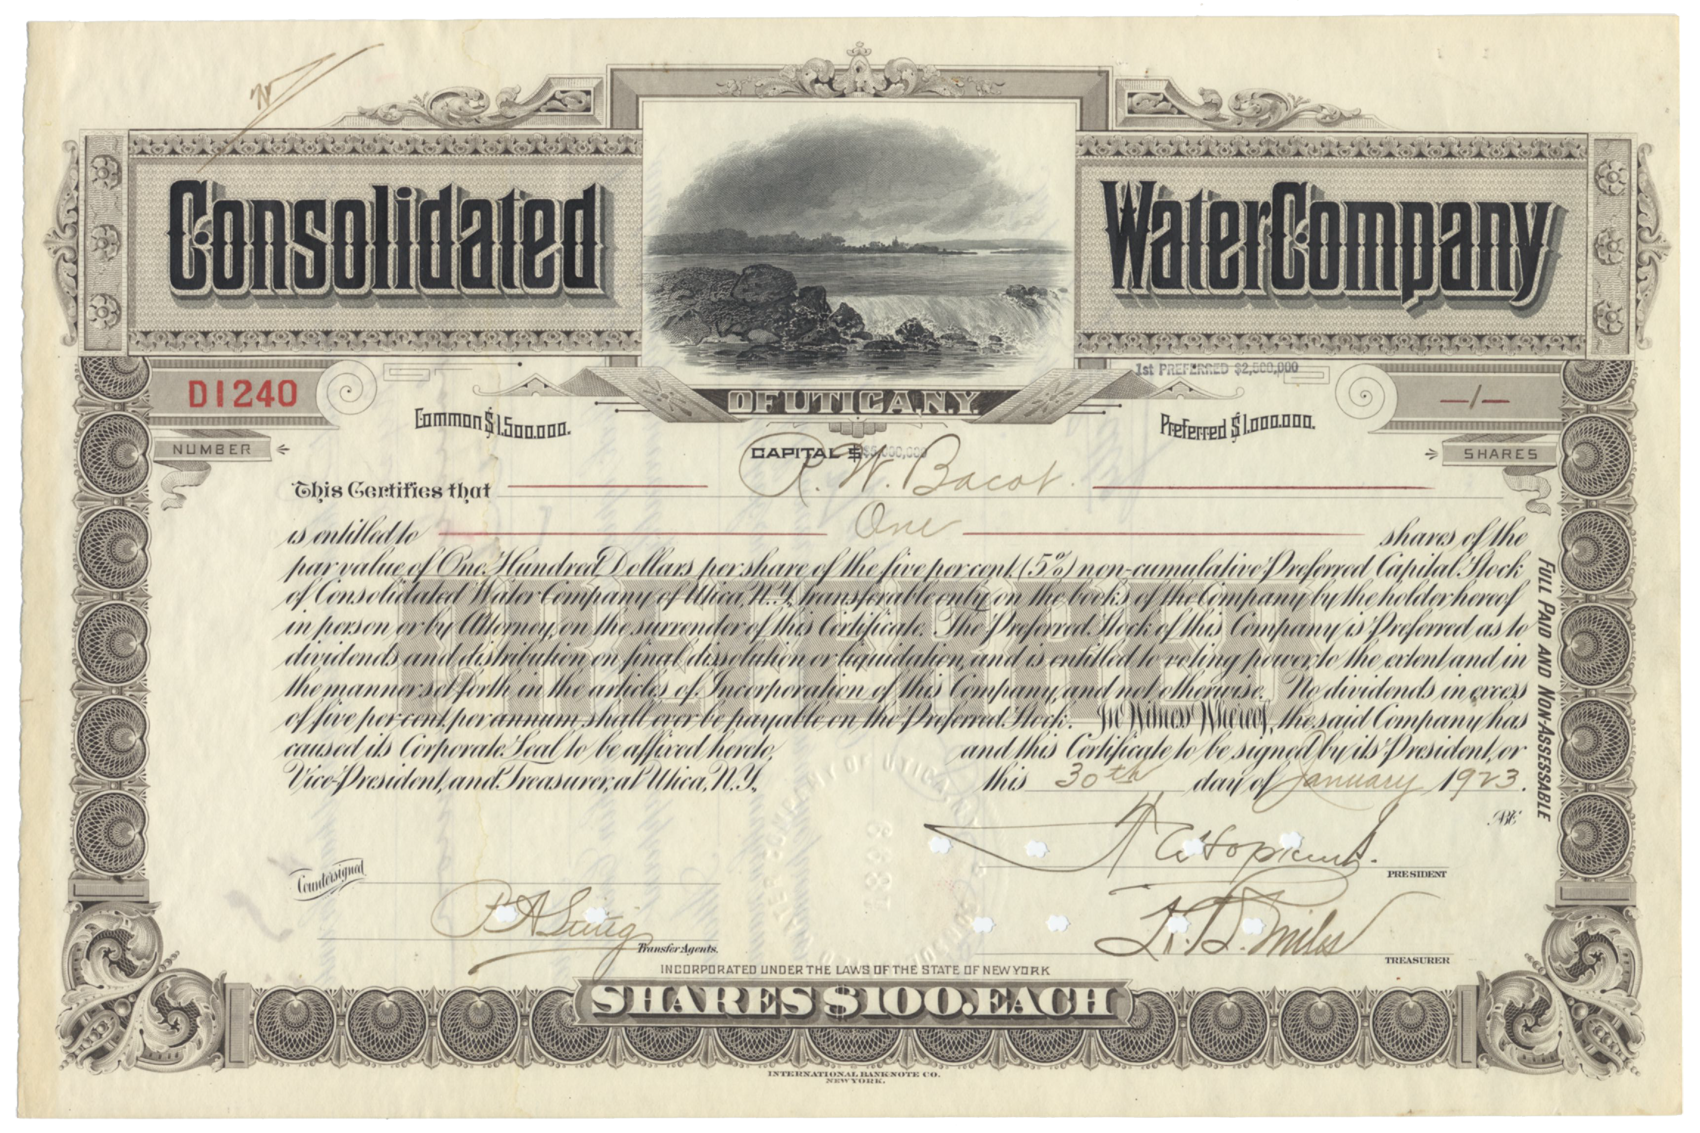 Consolidated Water Company
OF UTICA, N.Y.
1st PREFERRED $2,500,000
D1240
NUMBER
—1—
SHARES
Common $1,500,000.
Preferred $1,000,000.
CAPITAL $5,000,000
This Certifies that R. W. Bacot.
is entitled to One shares of the
par value of One Hundred Dollars per share of the five per cent. (5%) non-cumulative Preferred Capital Stock
of Consolidated Water Company of Utica, N.Y., transferable only on the books of the Company by the holder hereof
in person or by Attorney, on the surrender of this Certificate. The Preferred Stock of this Company is Preferred as to
dividends and distribution on final dissolution or liquidation, and is entitled to voting power, to the extent and in
the manner set forth in the articles of Incorporation of this Company, and not otherwise. No dividends in excess
of five per cent, per annum, shall ever be payable on the Preferred Stock. In Witness Whereof, the said Company has
caused its Corporate Seal to be affixed hereto, and this Certificate to be signed by its President, or
Vice-President, and Treasurer, at Utica, N.Y., this 30th day of January 1923.
PREFERRED
FULL PAID AND NON-ASSESSABLE
Countersigned
PRESIDENT
Transfer Agents.
TREASURER
1899
INCORPORATED UNDER THE LAWS OF THE STATE OF NEW YORK
SHARES $100. EACH
INTERNATIONAL BANK NOTE CO.
NEW YORK.